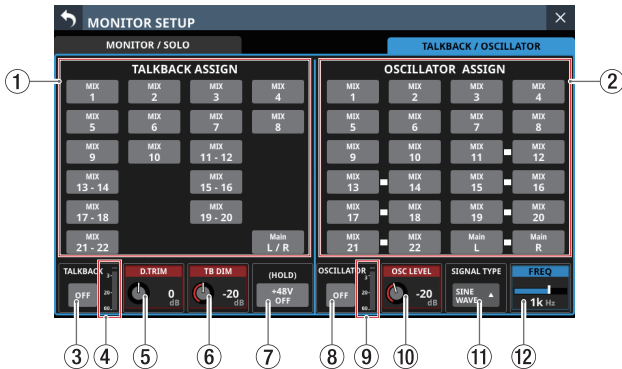 MONITOR SETUP
MONITOR / SOLO
TALKBACK / OSCILLATOR
1
TALKBACK ASSIGN
OSCILLATOR ASSIGN
2
MIX 1
MIX 2
MIX 3
MIX 4
MIX 1
MIX 2
MIX 3
MIX 4
MIX 5
MIX 6
MIX 7
MIX 8
MIX 5
MIX 6
MIX 7
MIX 8
MIX 9
MIX 10
MIX 11 - 12
MIX 9
MIX 10
MIX 11
MIX 12
MIX 13 - 14
MIX 15 - 16
MIX 13
MIX 14
MIX 15
MIX 16
MIX 17 - 18
MIX 19 - 20
MIX 17
MIX 18
MIX 19
MIX 20
MIX 21 - 22
Main L / R
MIX 21
MIX 22
Main L
Main R
TALKBACK
OFF
3
20
60
D.TRIM
0
dB
TB DIM
-20
dB
(HOLD)
+48V
OFF
OSCILLATOR
OFF
3
20
60
OSC LEVEL
-20
dB
SIGNAL TYPE
SINE
WAVE
FREQ
1k Hz
3
4
5
6
7
8
9
10
11
12